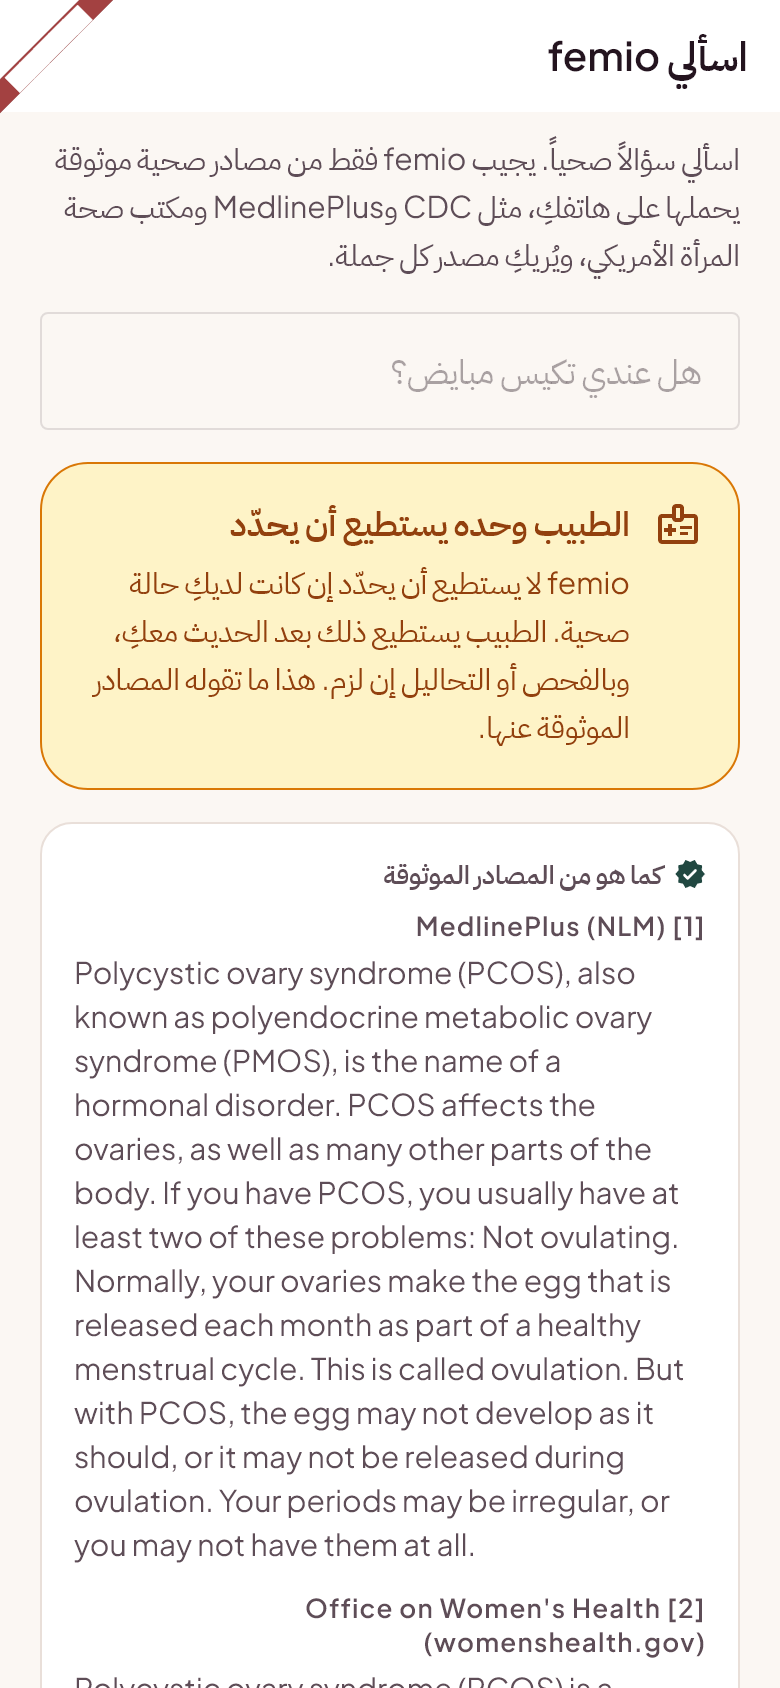 اسألي femio
اسألي سؤالاً صحياً. يجيب femio فقط من مصادر صحية موثوقة
يحملها على هاتفكِ، مثل CDC وMedlinePlus ومكتب صحة
المرأة الأمريكي، ويُريكِ مصدر كل جملة.
هل عندي تكيس مبايض؟
الطبيب وحده يستطيع أن يحدّد
femio لا يستطيع أن يحدّد إن كانت لديكِ حالة
صحية. الطبيب يستطيع ذلك بعد الحديث معكِ،
وبالفحص أو التحاليل إن لزم. هذا ما تقوله المصادر
الموثوقة عنها.
كما هو من المصادر الموثوقة
MedlinePlus (NLM) [1]
Polycystic ovary syndrome (PCOS), also
known as polyendocrine metabolic ovary
syndrome (PMOS), is the name of a
hormonal disorder. PCOS affects the
ovaries, as well as many other parts of the
body. If you have PCOS, you usually have at
least two of these problems: Not ovulating.
Normally, your ovaries make the egg that is
released each month as part of a healthy
menstrual cycle. This is called ovulation. But
with PCOS, the egg may not develop as it
should, or it may not be released during
ovulation. Your periods may be irregular, or
you may not have them at all.
Office on Women's Health [2]
(womenshealth.gov)
Polycystic ovary syndrome (PCOS) is a